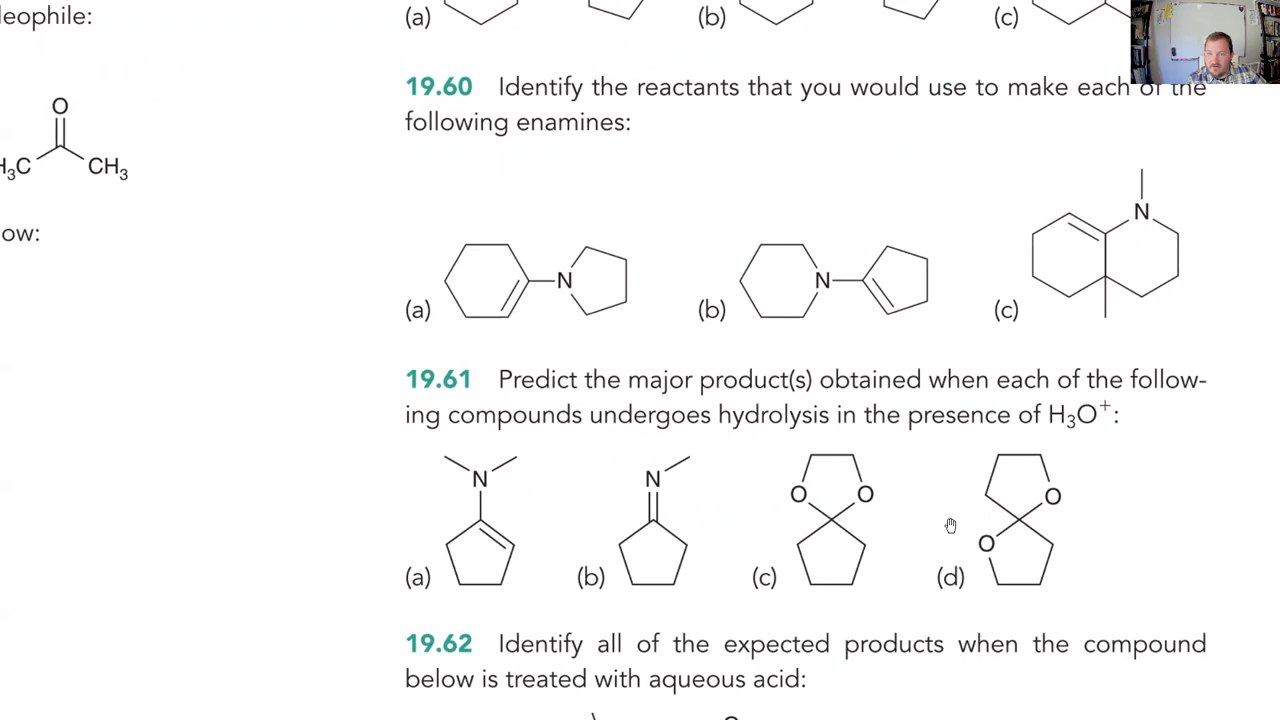 leophile:
(a)
(b)
(c)
19.60 Identify the reactants that you would use to make each of the
following enamines:
O
H₃C
CH₃
ow:
N
N
N
(a)
(b)
(c)
19.61 Predict the major product(s) obtained when each of the follow-
ing compounds undergoes hydrolysis in the presence of H₃O⁺:
N
N
O O
O
O
(a)
(b)
(c)
(d)
19.62 Identify all of the expected products when the compound
below is treated with aqueous acid: